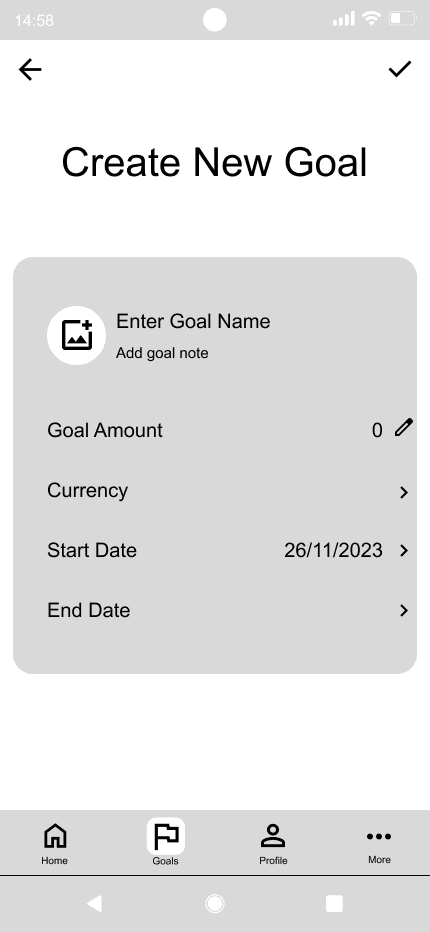 14:58
Create New Goal
Enter Goal Name
Add goal note
Goal Amount 0
Currency
Start Date 26/11/2023
End Date
Home Goals Profile More